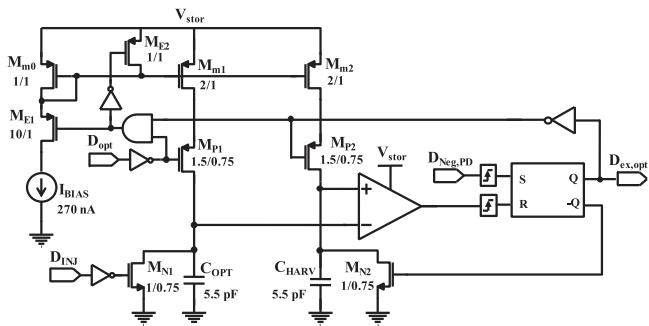 Vstor
Mm0
1/1
ME2
1/1
Mm1
2/1
Mm2
2/1
ME1
10/1
Dopt
MP1
1.5/0.75
MP2
1.5/0.75
Vstor
DNeg,PD
S
Q
R
-Q
Dex,opt
IBIAS
270 nA
+
−
DINJ
MN1
1/0.75
COPT
5.5 pF
CHARV
5.5 pF
MN2
1/0.75